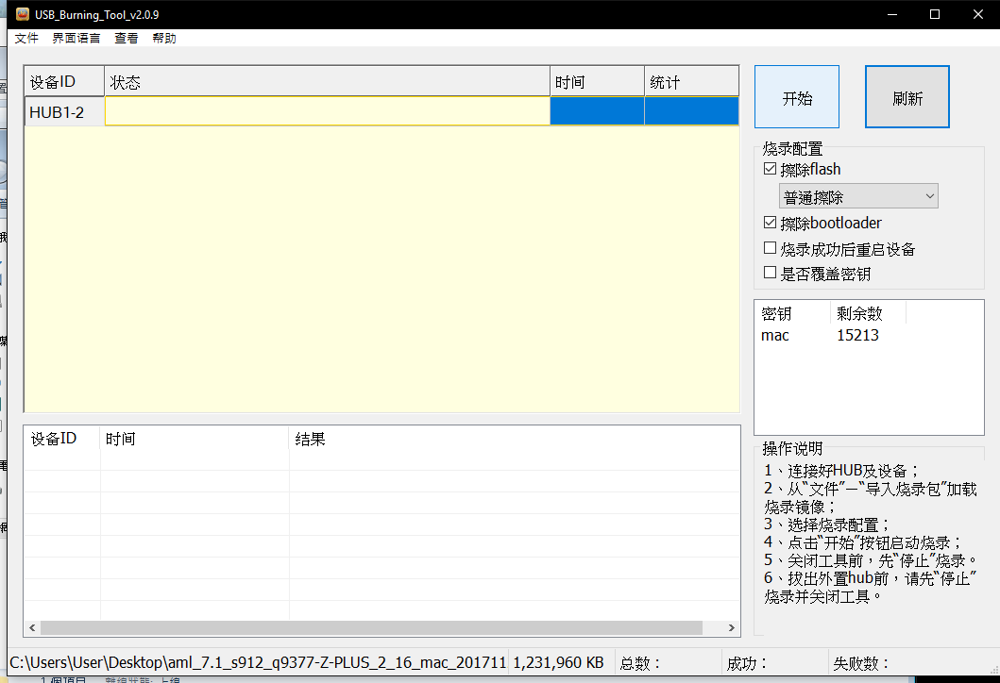 USB_Burning_Tool_v2.0.9
文件 界面语言 查看 帮助
设备ID 状态 时间 统计
HUB1-2
开始 刷新
烧录配置
擦除flash
普通擦除
擦除bootloader
烧录成功后重启设备
是否覆盖密钥
密钥 剩余数
mac 15213
设备ID 时间 结果
操作说明
1、连接好HUB及设备；
2、从“文件”—“导入烧录包”加载
烧录镜像；
3、选择烧录配置；
4、点击“开始”按钮启动烧录；
5、关闭工具前，先“停止”烧录。
6、拔出外置hub前，请先“停止”
烧录并关闭工具。
C:\Users\User\Desktop\aml_7.1_s912_q9377-Z-PLUS_2_16_mac_201711 1,231,960 KB 总数： 成功： 失败数：